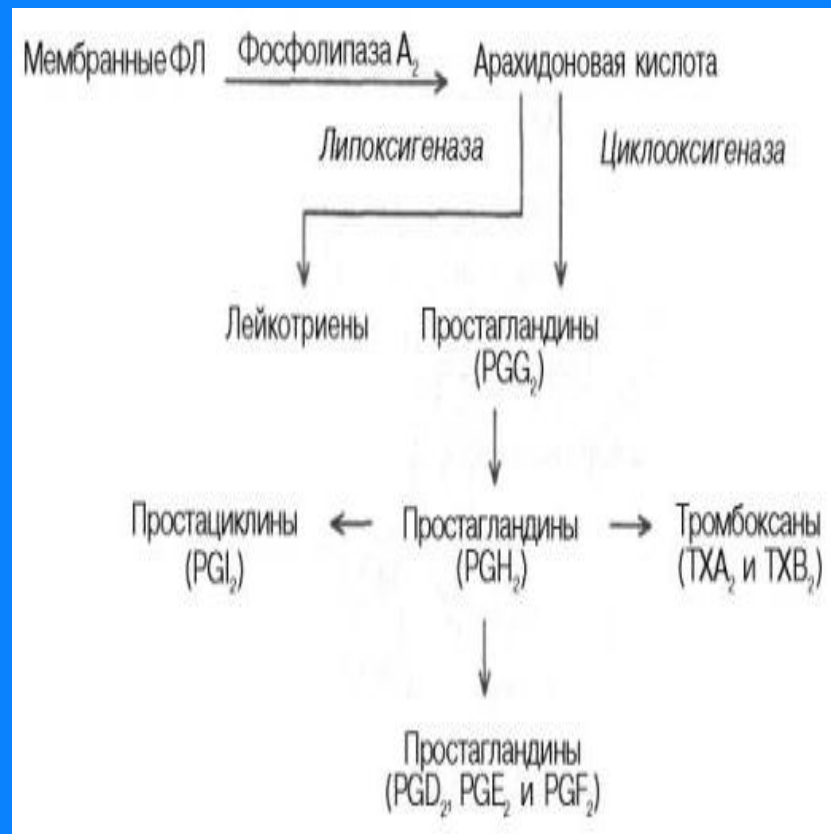 Мембранные ФЛ
Фосфолипаза A₂
Арахидоновая кислота
Липоксигеназа
Циклооксигеназа
Лейкотриены
Простагландины
(PGG₂)
Простациклины
(PGI₂)
Простагландины
(PGH₂)
Тромбоксаны
(TXA₂ и TXB₂)
Простагландины
(PGD₂, PGE₂ и PGF₂)